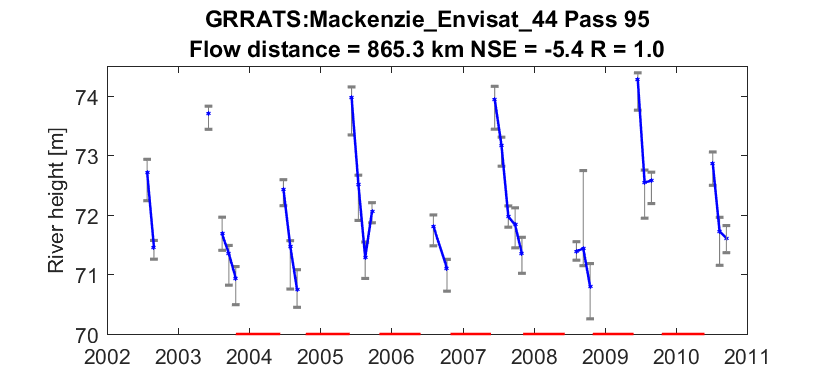 GRRATS:Mackenzie_Envisat_44 Pass 95
Flow distance = 865.3 km NSE = -5.4 R = 1.0
River height [m]
74
73
72
71
70
2002 2003 2004 2005 2006 2007 2008 2009 2010 2011